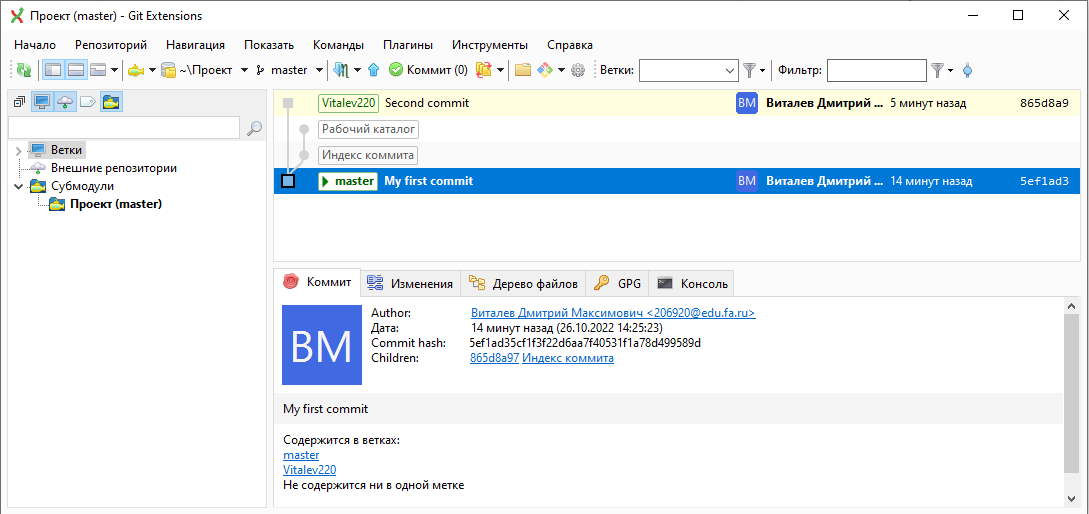 Проект (master) - Git Extensions
Начало Репозиторий Навигация Показать Команды Плагины Инструменты Справка
~\Проект master Коммит (0) Ветки: Фильтр:
Ветки
Внешние репозитории
Субмодули
Проект (master)
Vitalev220 Second commit BM Виталев Дмитрий ... 5 минут назад 865d8a9
Рабочий каталог
Индекс коммита
master My first commit BM Виталев Дмитрий ... 14 минут назад 5ef1ad3
Коммит Изменения Дерево файлов GPG Консоль
BM
Author: Виталев Дмитрий Максимович <206920@edu.fa.ru>
Дата: 14 минут назад (26.10.2022 14:25:23)
Commit hash: 5ef1ad35cf1f3f22d6aa7f40531f1a78d499589d
Children: 865d8a97 Индекс коммита
My first commit
Содержится в ветках:
master
Vitalev220
Не содержится ни в одной метке